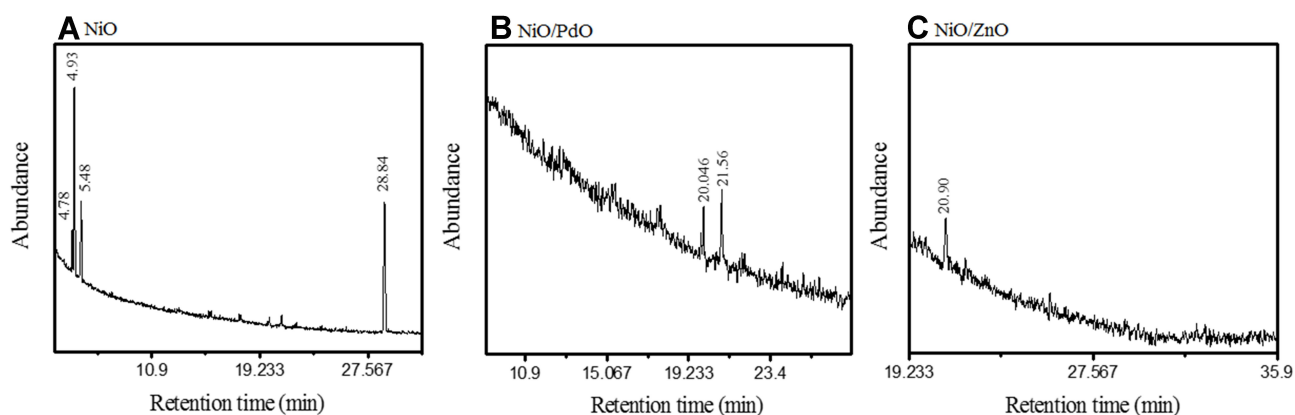 A NiO
4.78
4.93
5.48
28.84
Abundance
10.9 19.233 27.567
Retention time (min)
B NiO/PdO
20.046
21.56
Abundance
10.9 15.067 19.233 23.4
Retention time (min)
C NiO/ZnO
20.90
Abundance
19.233 27.567 35.9
Retention time (min)